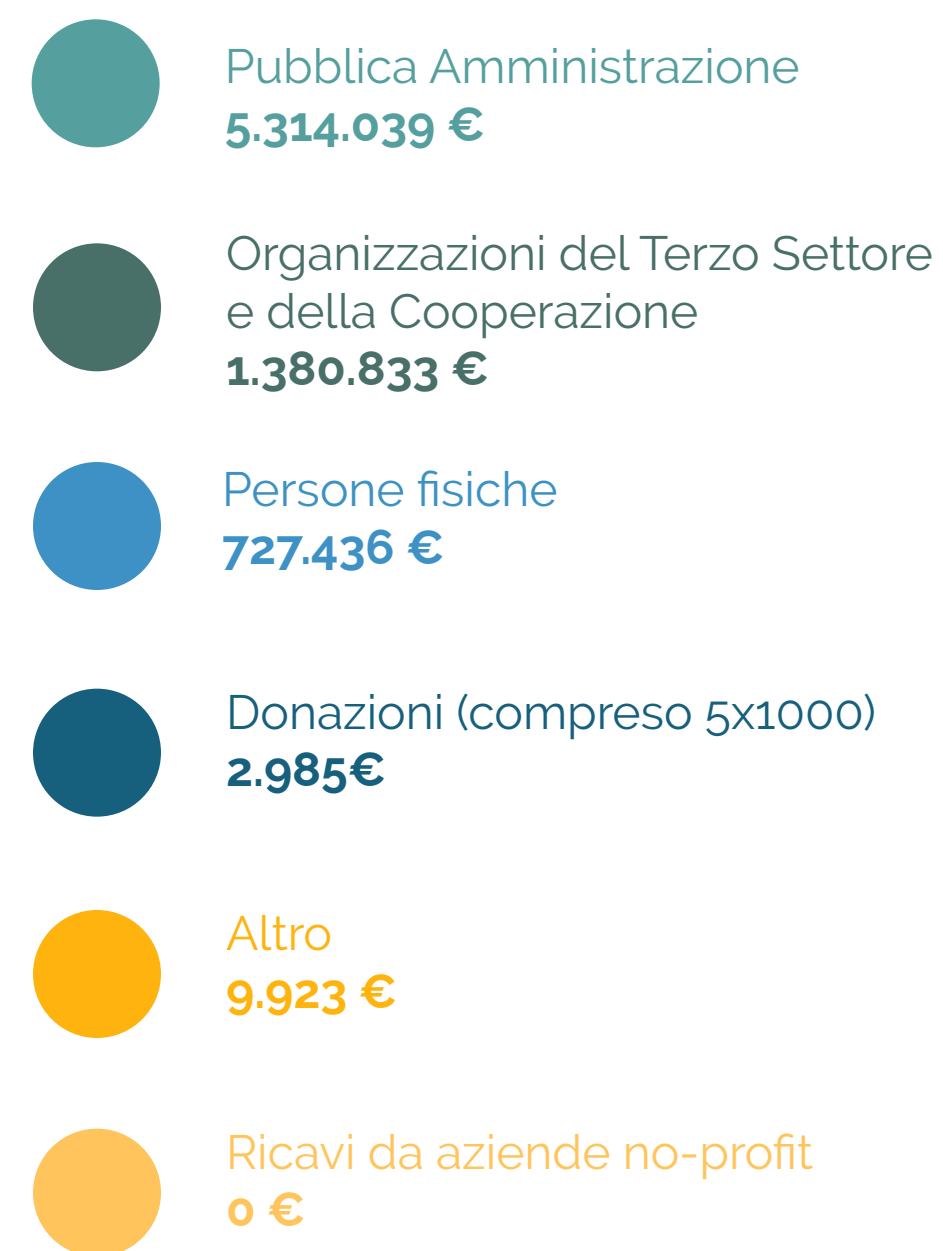 Pubblica Amministrazione
5.314.039 €
Organizzazioni del Terzo Settore
e della Cooperazione
1.380.833 €
Persone fisiche
727.436 €
Donazioni (compreso 5x1000)
2.985€
Altro
9.923 €
Ricavi da aziende no-profit
0 €